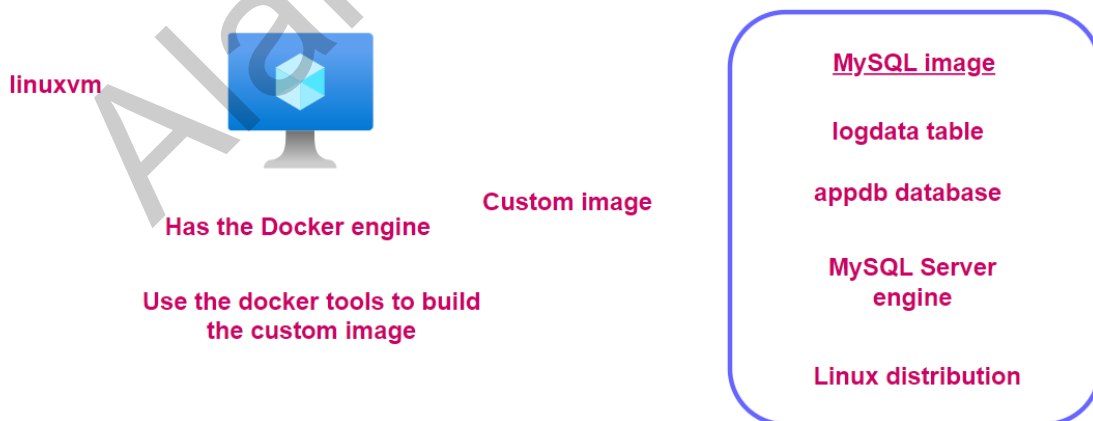 linuxvm
Has the Docker engine
Use the docker tools to build
the custom image
Custom image
MySQL image
logdata table
appdb database
MySQL Server
engine
Linux distribution